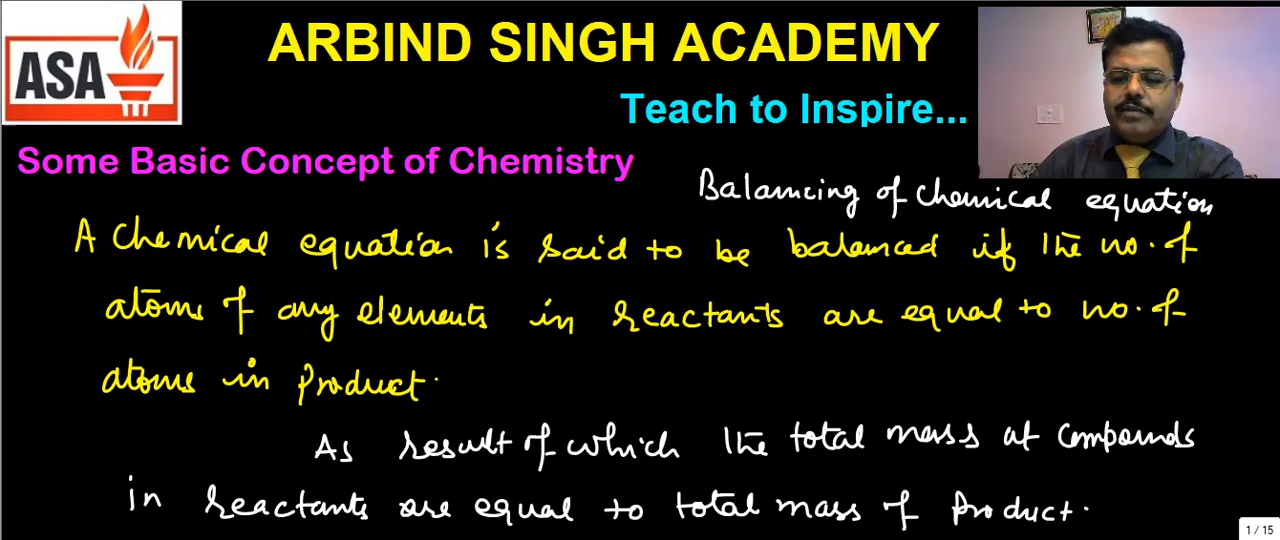 ASA
ARBIND SINGH ACADEMY
Teach to Inspire...
Some Basic Concept of Chemistry
Balancing of chemical equation
A Chemical equation is said to be balanced if the no. of
atoms of any elements in reactants are equal to no. of
atoms in product.
As result of which the total mass of compounds
in reactants are equal to total mass of product.
1 / 15